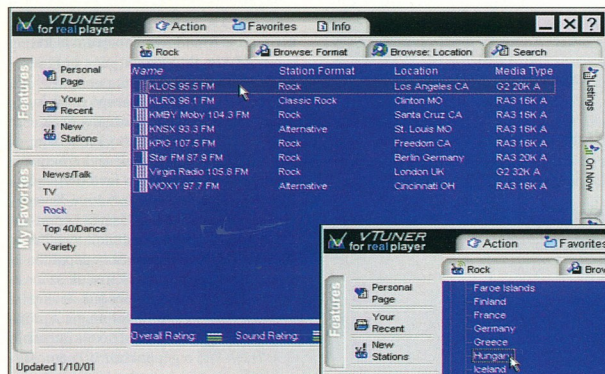 VTUNER
for real player
Action
Favorites
Info
Rock
Browse: Format
Browse: Location
Search
Features
Personal Page
Your Recent
New Stations
My Favorites
News/Talk
TV
Rock
Top 40/Dance
Variety
Name Station Format Location Media Type
KLOS 95.5 FM Rock Los Angeles CA G2 20K A
KLRQ 96.1 FM Classic Rock Clinton MO RA3 16K A
KMBY Moby 104.3 FM Rock Santa Cruz CA RA3 16K A
KNSX 93.3 FM Alternative St. Louis MO RA3 16K A
KPIG 107.5 FM Rock Freedom CA RA3 16K A
Star FM 87.9 FM Rock Berlin Germany RA3 20K A
Virgin Radio 105.8 FM Rock London UK G2 32K A
WOXY 97.7 FM Alternative Cincinnati OH RA3 16K A
Listings
On Now
Overall Rating: Sound Rating:
Updated 1/10/01
VTUNER
for real player
Action
Favorites
Rock
Brow
Features
Personal Page
Your Recent
New Stations
Faroe Islands
Finland
France
Germany
Greece
Hungary
Iceland